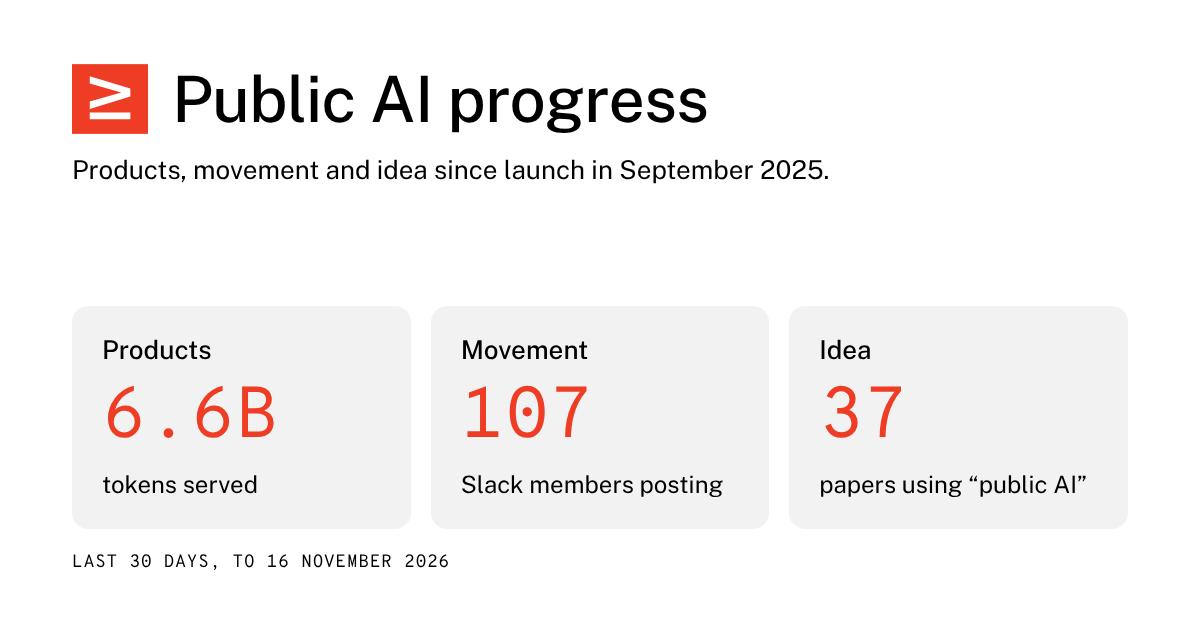 ≥ Public AI progress
Products, movement and idea since launch in September 2025.
Products
6.6B
tokens served
Movement
107
Slack members posting
Idea
37
papers using “public AI”
LAST 30 DAYS, TO 16 NOVEMBER 2026